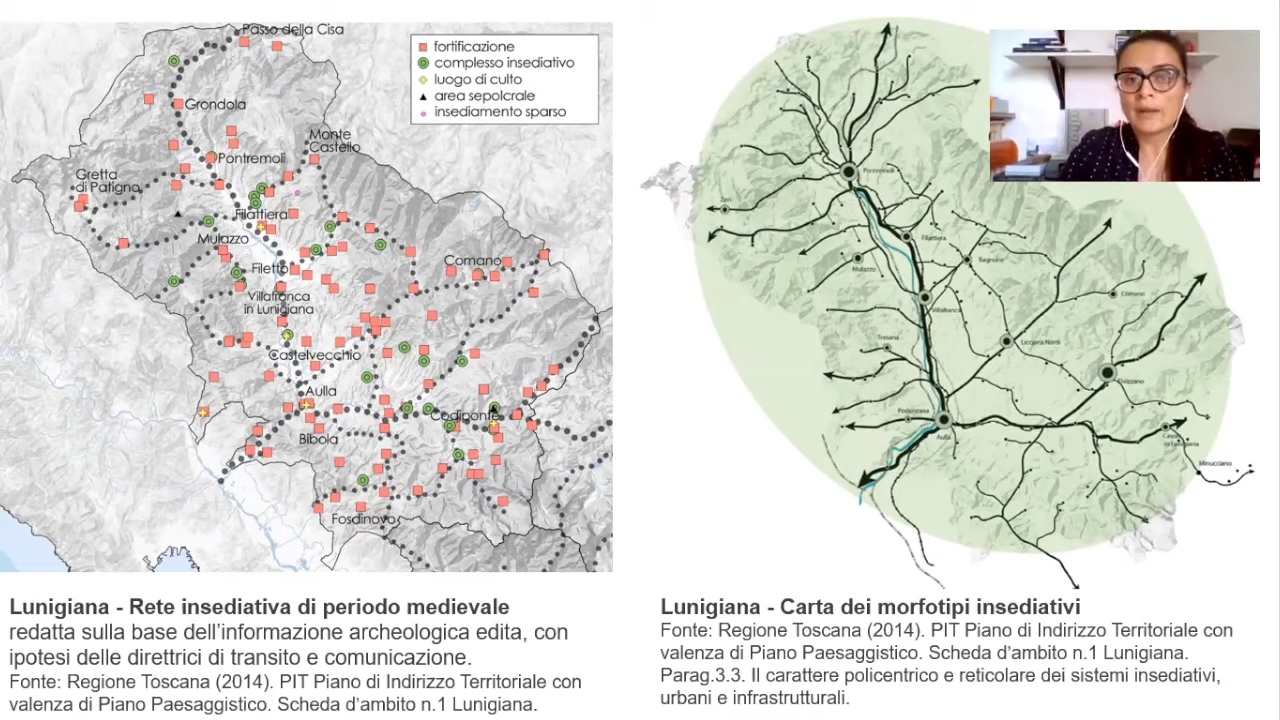 Passo della Cisa
fortificazione
complesso insediativo
luogo di culto
area sepolcrale
insediamento sparso
Grondola
Monte
Castello
Pontremoli
Gretta
di Patigno
Filattiera
Mulazzo
Comano
Filetto
Villafranca
in Lunigiana
Castelvecchio
Aulla
Codiponte
Bibola
Fosdinovo
Pontremoli
Zeri
Filattiera
Bagnone
Mulazzo
Comano
Villafranca
Tresana
Licciana Nardi
Fivizzano
Podenzana
Aulla
Casola
in Lunigiana
Minucciano
Lunigiana - Rete insediativa di periodo medievale
redatta sulla base dell'informazione archeologica edita, con
ipotesi delle direttrici di transito e comunicazione.
Fonte: Regione Toscana (2014). PIT Piano di Indirizzo Territoriale con
valenza di Piano Paesaggistico. Scheda d'ambito n.1 Lunigiana.
Lunigiana - Carta dei morfotipi insediativi
Fonte: Regione Toscana (2014). PIT Piano di Indirizzo Territoriale con
valenza di Piano Paesaggistico. Scheda d'ambito n.1 Lunigiana.
Parag.3.3. Il carattere policentrico e reticolare dei sistemi insediativi,
urbani e infrastrutturali.